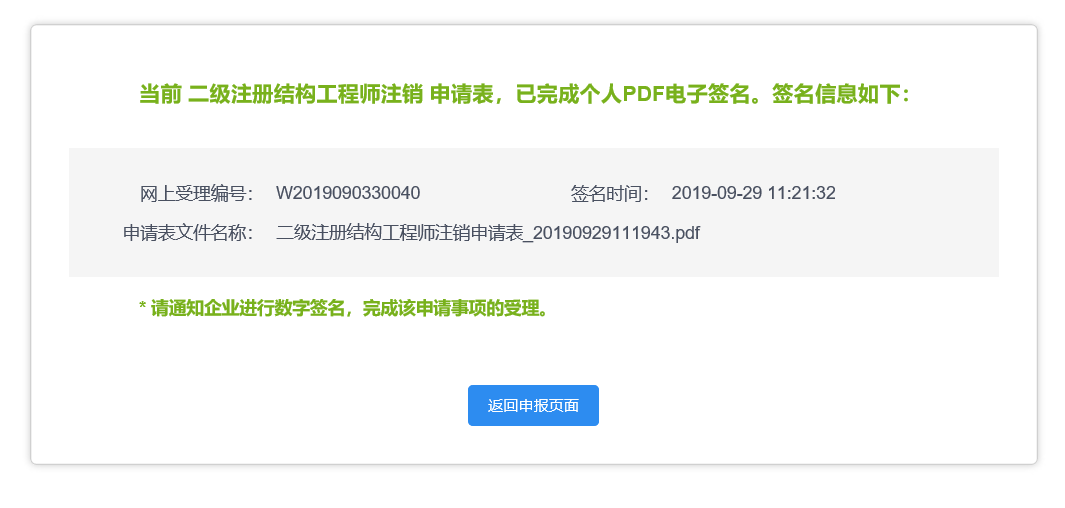 当前 二级注册结构工程师注销 申请表，已完成个人PDF电子签名。签名信息如下：
网上受理编号： W2019090330040 签名时间： 2019-09-29 11:21:32
申请表文件名称： 二级注册结构工程师注销申请表_20190929111943.pdf
* 请通知企业进行数字签名，完成该申请事项的受理。
返回申报页面